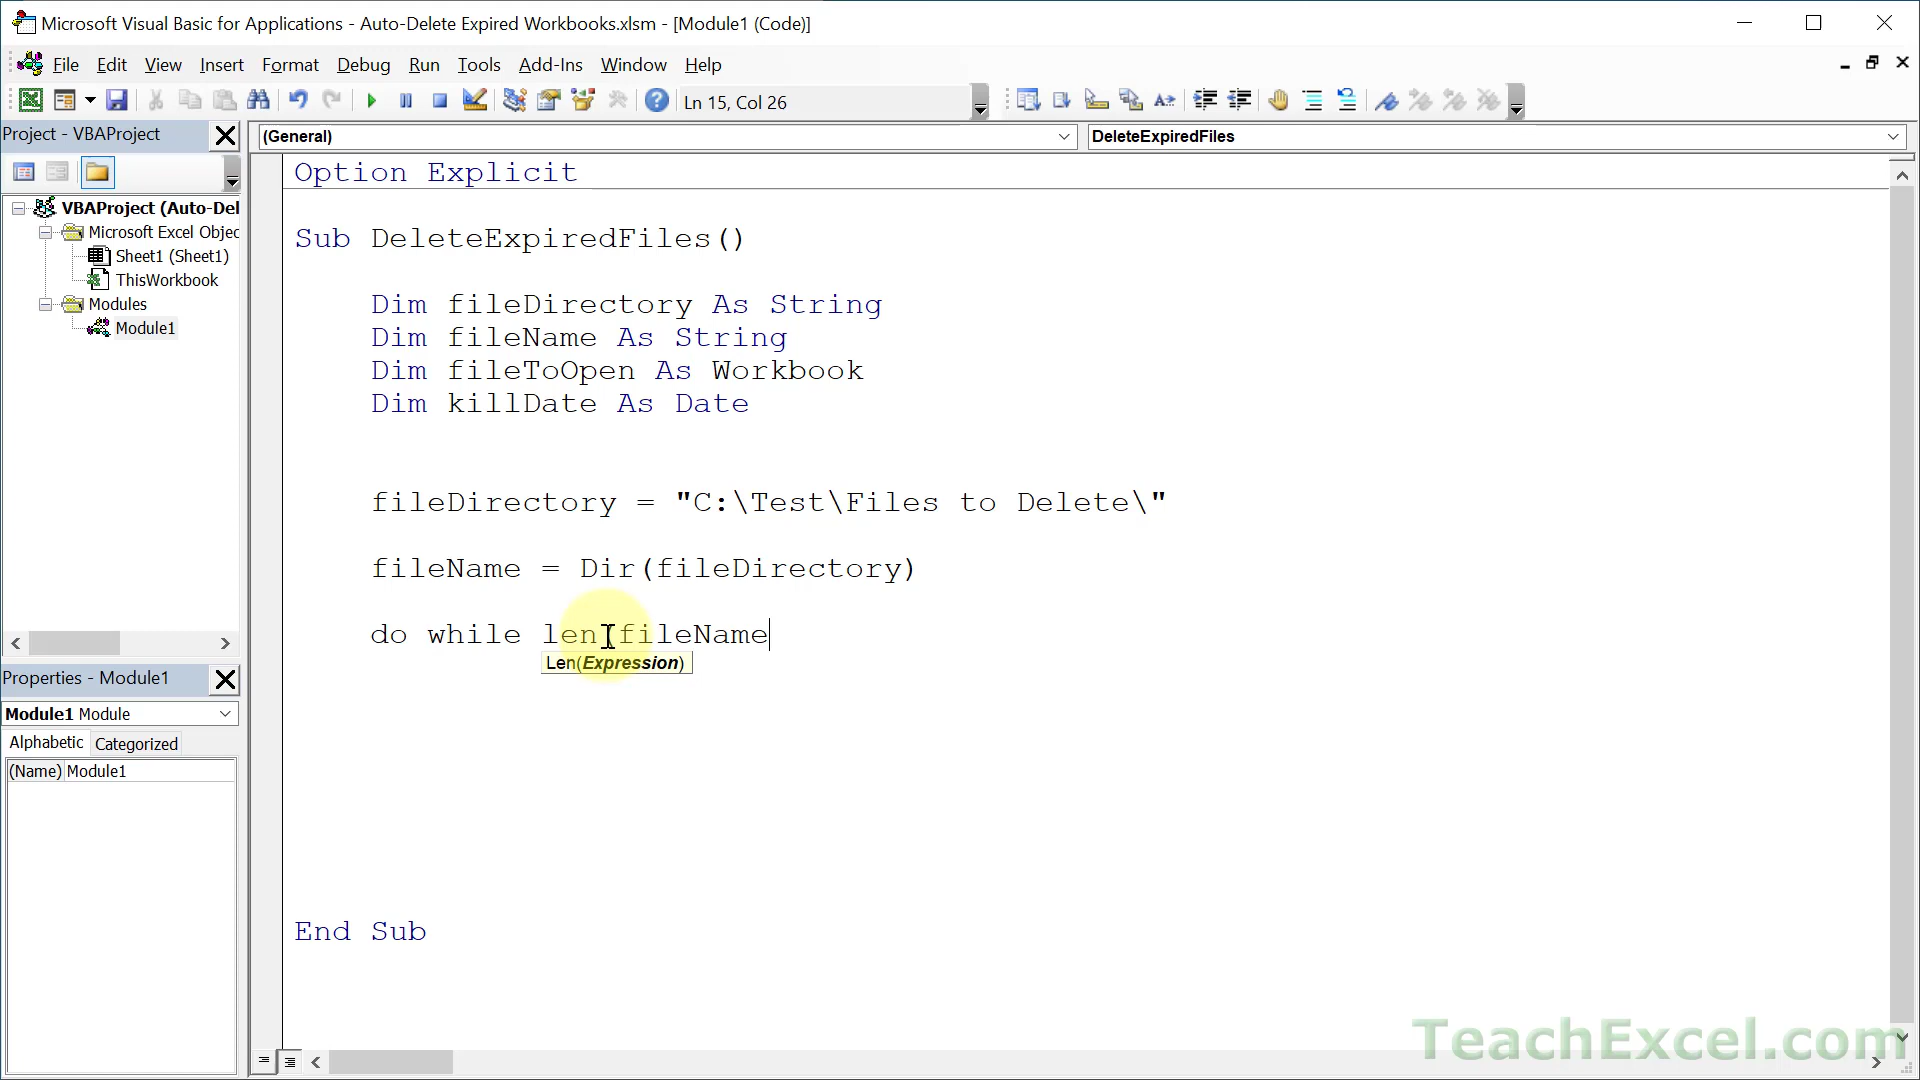 Microsoft Visual Basic for Applications - Auto-Delete Expired Workbooks.xlsm - [Module1 (Code)]
File Edit View Insert Format Debug Run Tools Add-Ins Window Help
Ln 15, Col 26
Project - VBAProject
(General)
DeleteExpiredFiles
VBAProject (Auto-Del
Microsoft Excel Objec
Sheet1 (Sheet1)
ThisWorkbook
Modules
Module1
Option Explicit
Sub DeleteExpiredFiles()
Dim fileDirectory As String
Dim fileName As String
Dim fileToOpen As Workbook
Dim killDate As Date
fileDirectory = "C:\Test\Files to Delete\"
fileName = Dir(fileDirectory)
do while len(fileName
Len(Expression)
End Sub
Properties - Module1
Module1 Module
Alphabetic Categorized
(Name) Module1
TeachExcel.com